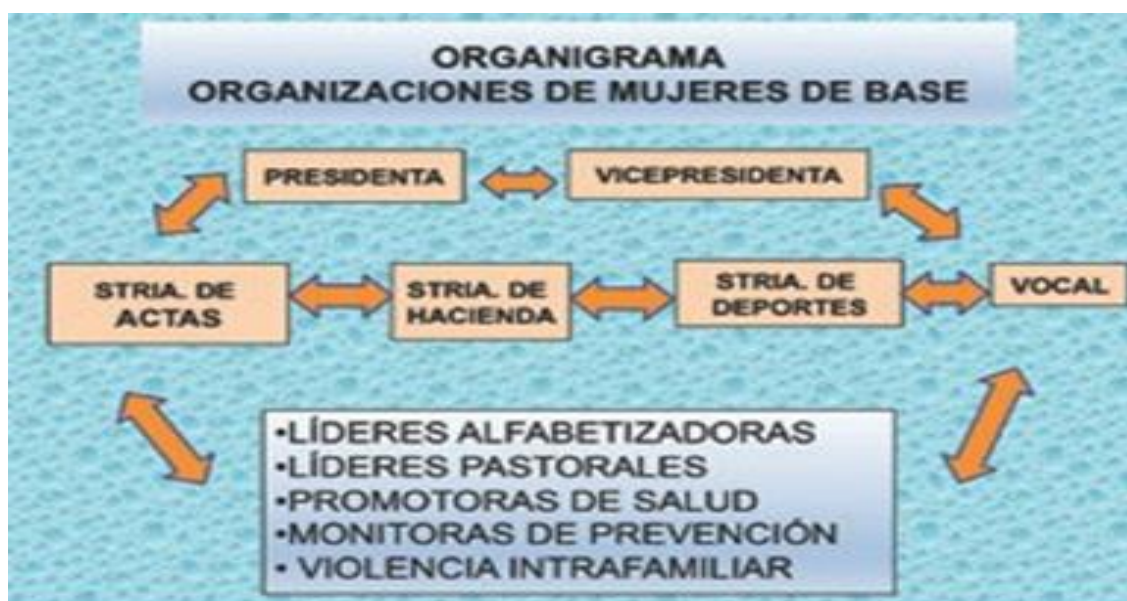 ORGANIGRAMA
ORGANIZACIONES DE MUJERES DE BASE
PRESIDENTA
VICEPRESIDENTA
STRIA. DE
ACTAS
STRIA. DE
HACIENDA
STRIA. DE
DEPORTES
VOCAL
•LÍDERES ALFABETIZADORAS
•LÍDERES PASTORALES
•PROMOTORAS DE SALUD
•MONITORAS DE PREVENCIÓN
• VIOLENCIA INTRAFAMILIAR